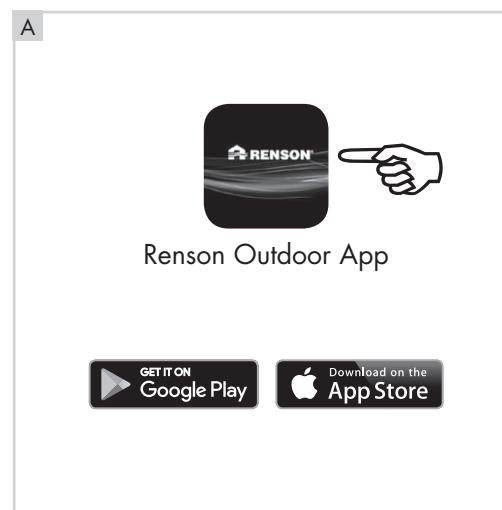 A
RENSON
Renson Outdoor App
GET IT ON
Google Play
Download on the
App Store